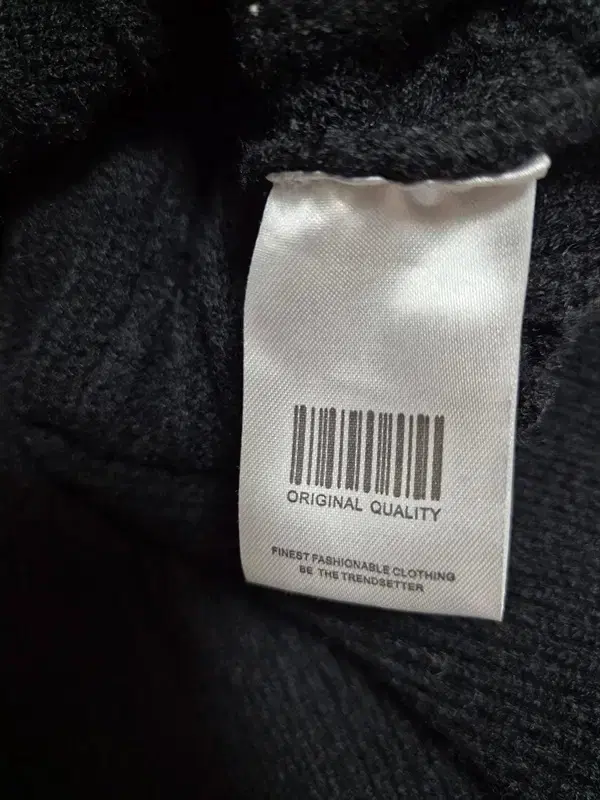 ORIGINAL QUALITY
FINEST FASHIONABLE CLOTHING
BE THE TRENDSETTER